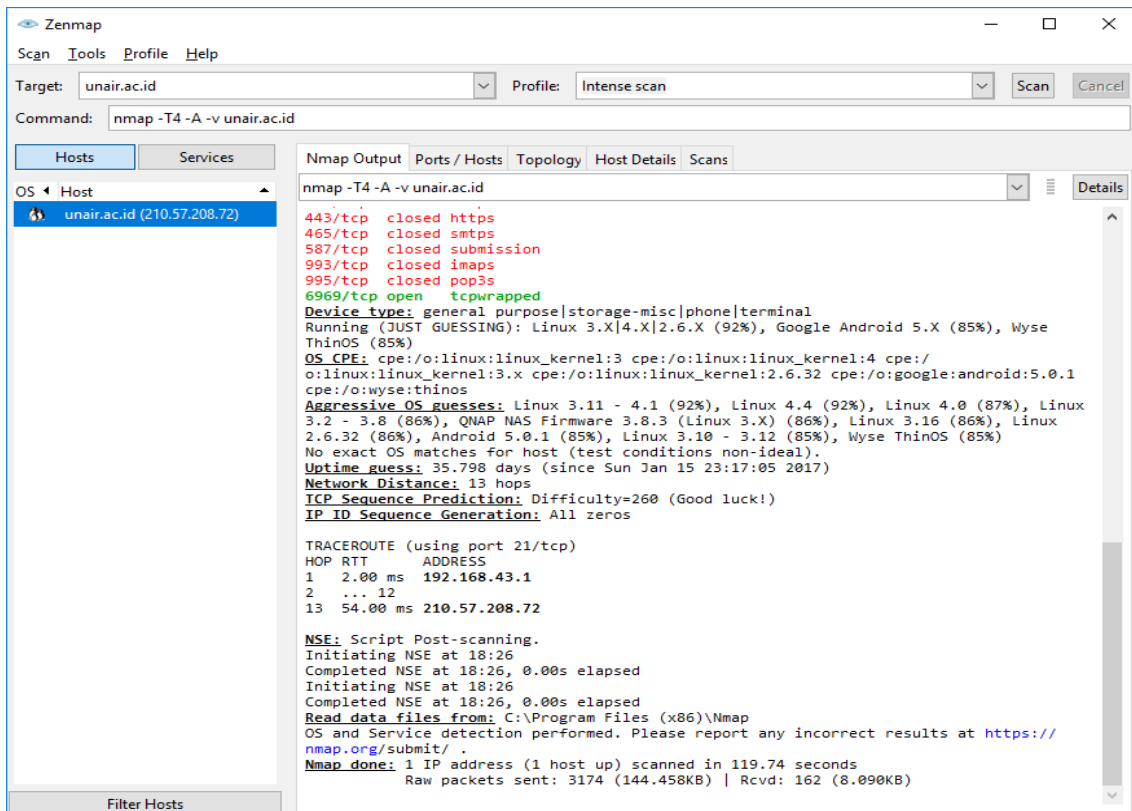 Zenmap
Scan Tools Profile Help
Target: unair.ac.id Profile: Intense scan Scan Cancel
Command: nmap -T4 -A -v unair.ac.id
Hosts Services
OS Host
unair.ac.id (210.57.208.72)
Filter Hosts
Nmap Output Ports / Hosts Topology Host Details Scans
nmap -T4 -A -v unair.ac.id Details
443/tcp closed https
465/tcp closed smtps
587/tcp closed submission
993/tcp closed imaps
995/tcp closed pop3s
6969/tcp open tcpwrapped
Device type: general purpose|storage-misc|phone|terminal
Running (JUST GUESSING): Linux 3.X|4.X|2.6.X (92%), Google Android 5.X (85%), Wyse
ThinOS (85%)
OS CPE: cpe:/o:linux:linux_kernel:3 cpe:/o:linux:linux_kernel:4 cpe:/
o:linux:linux_kernel:3.x cpe:/o:linux:linux_kernel:2.6.32 cpe:/o:google:android:5.0.1
cpe:/o:wyse:thinos
Aggressive OS guesses: Linux 3.11 - 4.1 (92%), Linux 4.4 (92%), Linux 4.0 (87%), Linux
3.2 - 3.8 (86%), QNAP NAS Firmware 3.8.3 (Linux 3.X) (86%), Linux 3.16 (86%), Linux
2.6.32 (86%), Android 5.0.1 (85%), Linux 3.10 - 3.12 (85%), Wyse ThinOS (85%)
No exact OS matches for host (test conditions non-ideal).
Uptime guess: 35.798 days (since Sun Jan 15 23:17:05 2017)
Network Distance: 13 hops
TCP Sequence Prediction: Difficulty=260 (Good luck!)
IP ID Sequence Generation: All zeros
TRACEROUTE (using port 21/tcp)
HOP RTT ADDRESS
1 2.00 ms 192.168.43.1
2 ... 12
13 54.00 ms 210.57.208.72
NSE: Script Post-scanning.
Initiating NSE at 18:26
Completed NSE at 18:26, 0.00s elapsed
Initiating NSE at 18:26
Completed NSE at 18:26, 0.00s elapsed
Read data files from: C:\Program Files (x86)\Nmap
OS and Service detection performed. Please report any incorrect results at https://
nmap.org/submit/ .
Nmap done: 1 IP address (1 host up) scanned in 119.74 seconds
Raw packets sent: 3174 (144.458KB) | Rcvd: 162 (8.090KB)